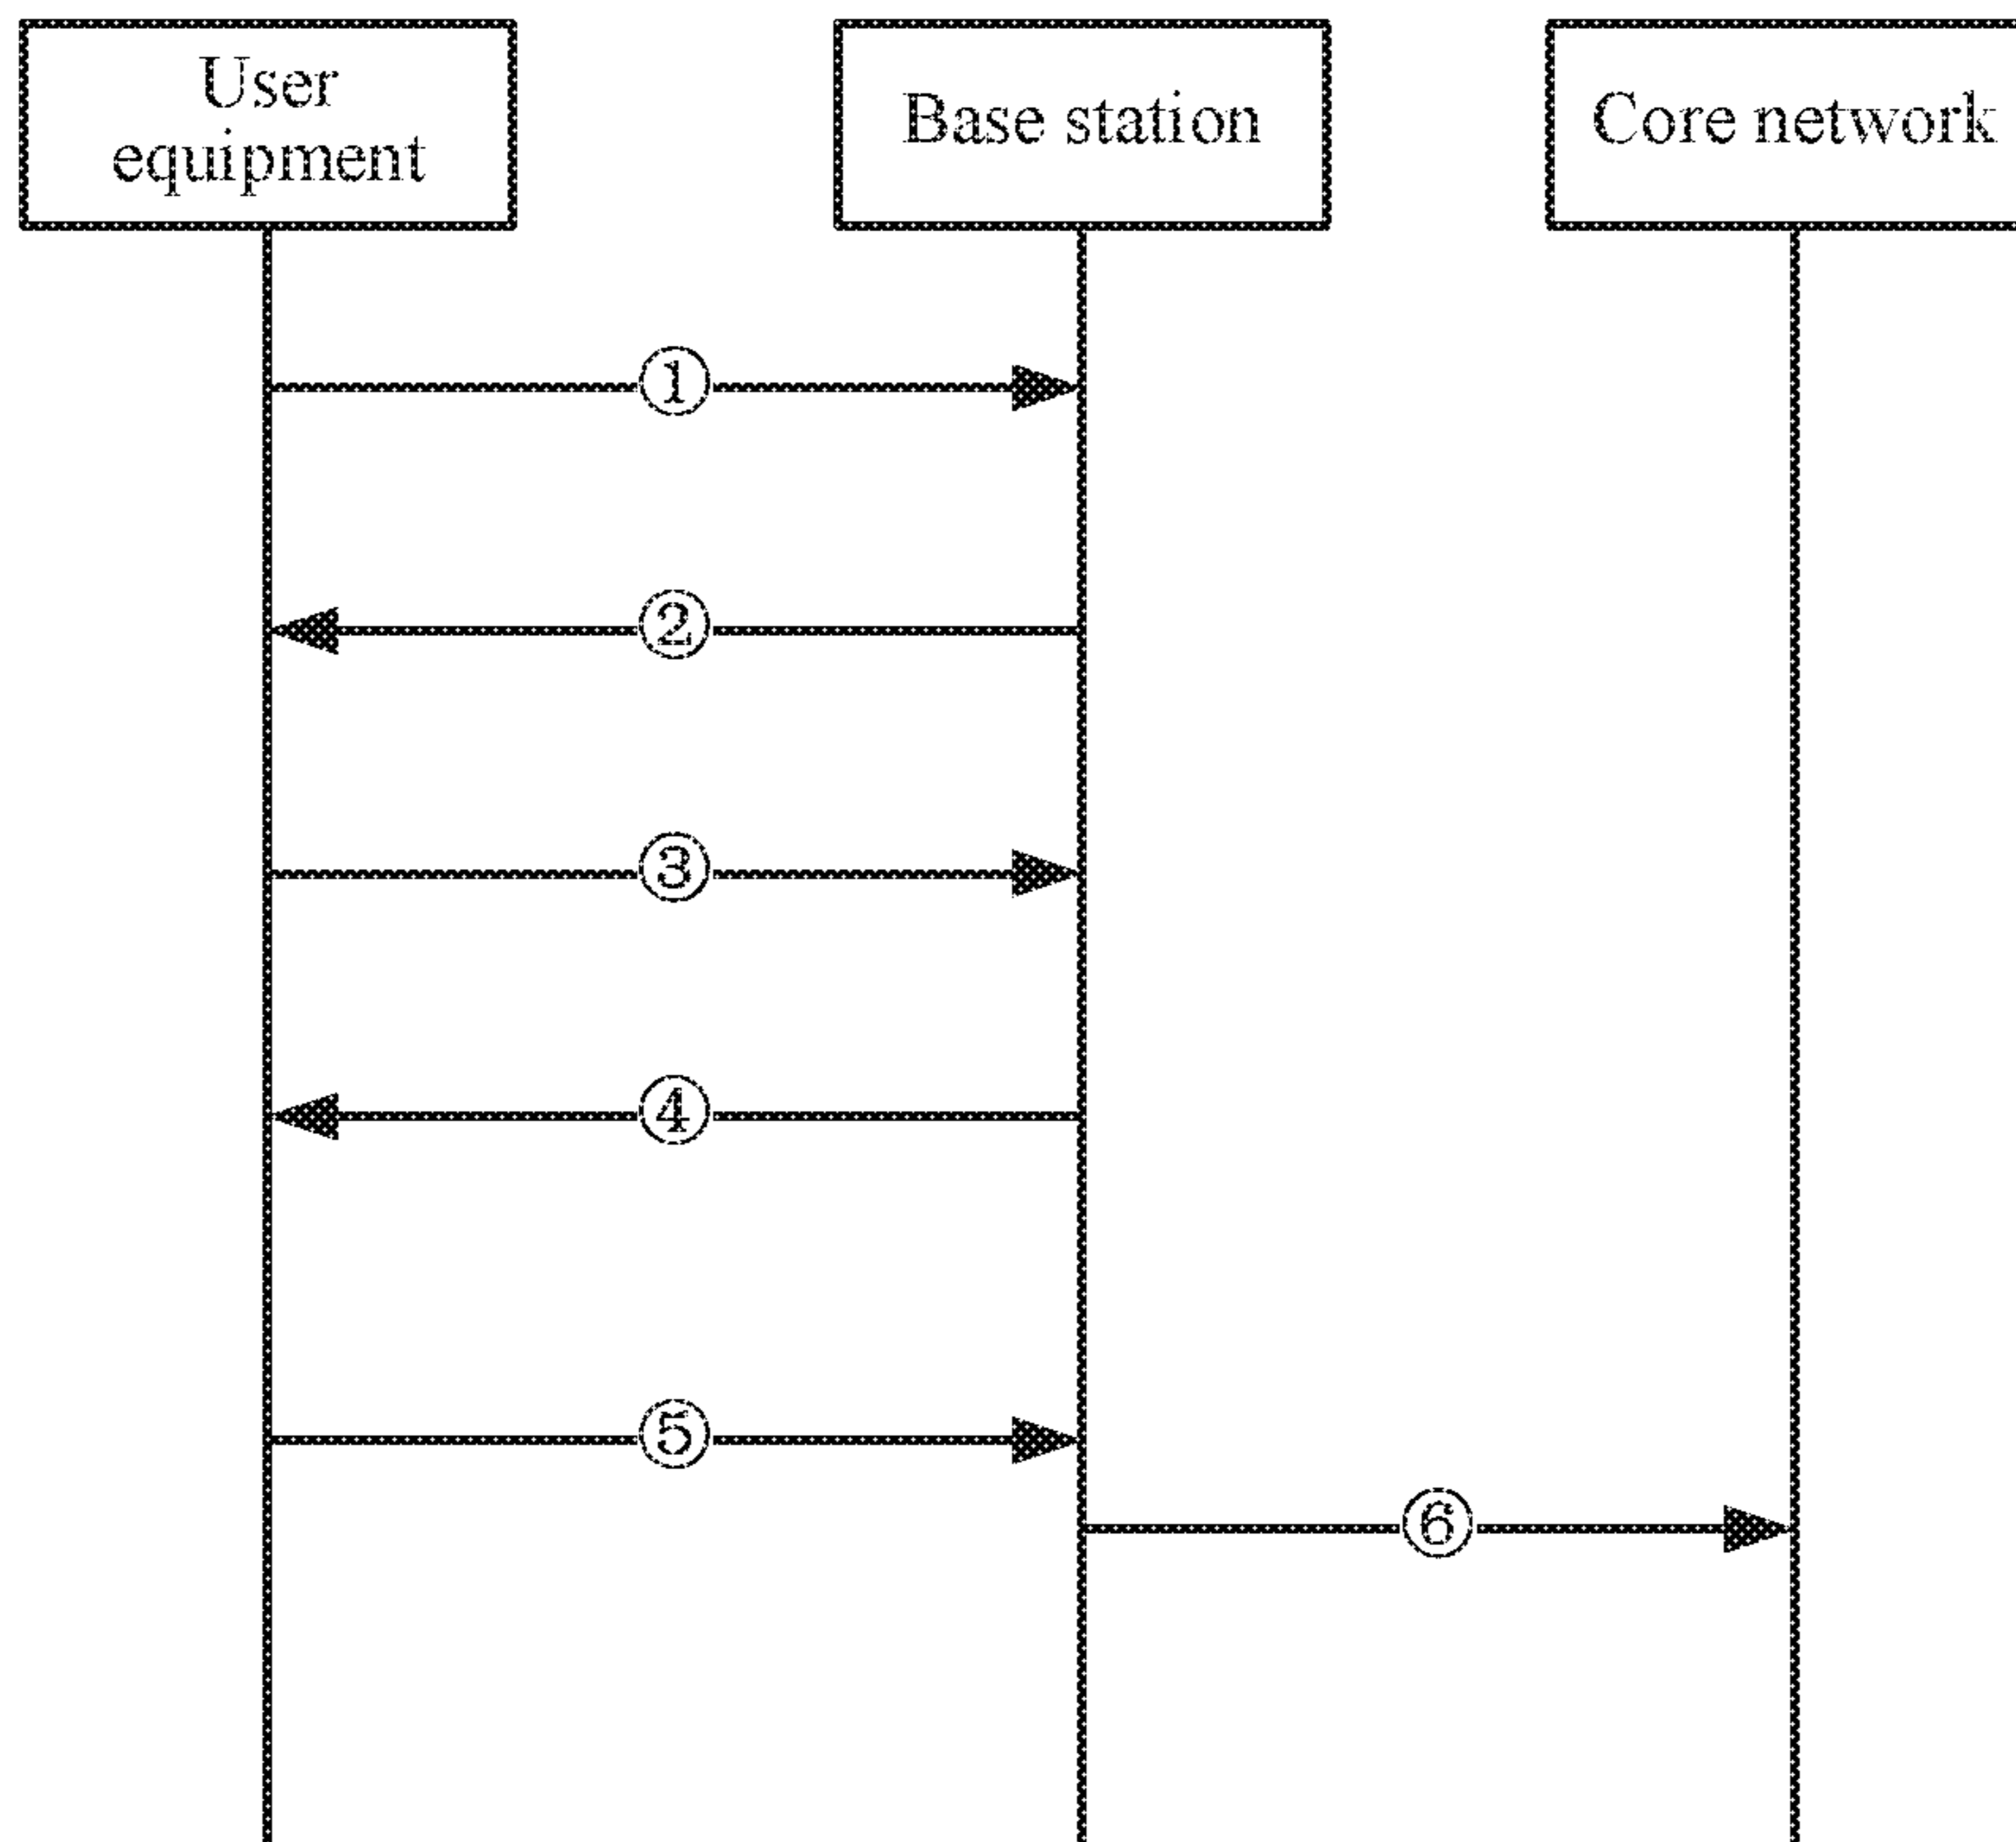 User
equipment
Base station
Core network
①
②
③
④
⑤
⑥